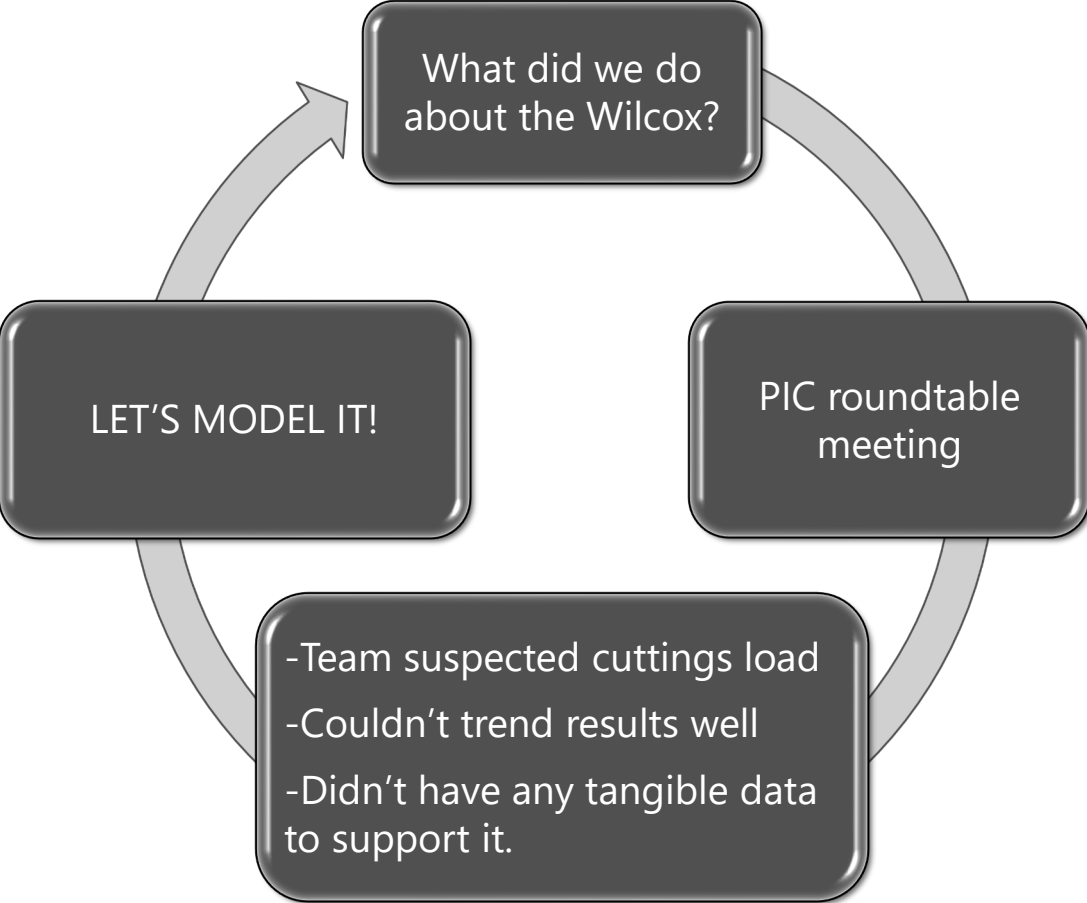 What did we do
about the Wilcox?
PIC roundtable
meeting
-Team suspected cuttings load
-Couldn’t trend results well
-Didn’t have any tangible data
to support it.
LET’S MODEL IT!